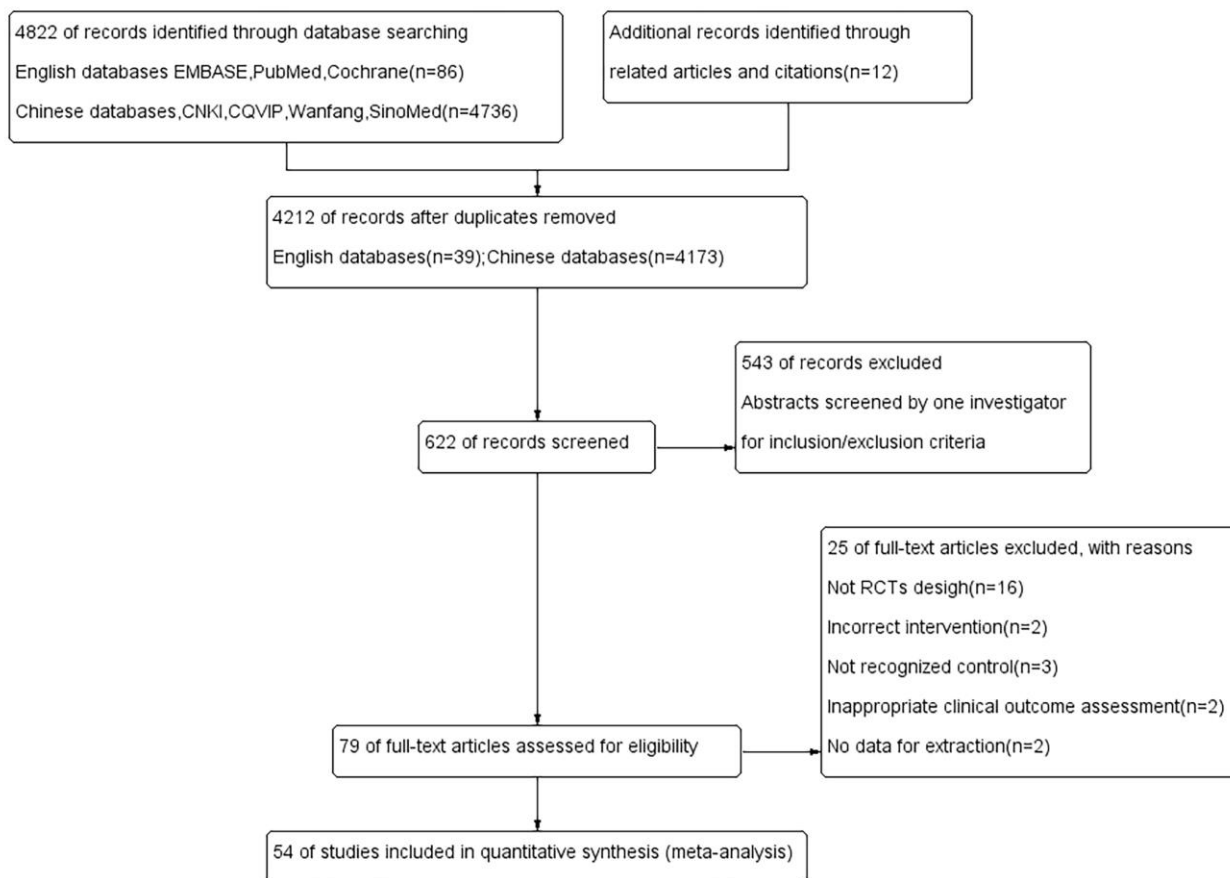 4822 of records identified through database searching
English databases EMBASE,PubMed,Cochrane(n=86)
Chinese databases,CNKI,CQVIP,Wanfang,SinoMed(n=4736)
Additional records identified through
related articles and citations(n=12)
4212 of records after duplicates removed
English databases(n=39);Chinese databases(n=4173)
543 of records excluded
Abstracts screened by one investigator
for inclusion/exclusion criteria
622 of records screened
25 of full-text articles excluded, with reasons
Not RCTs desigh(n=16)
Incorrect intervention(n=2)
Not recognized control(n=3)
Inappropriate clinical outcome assessment(n=2)
No data for extraction(n=2)
79 of full-text articles assessed for eligibility
54 of studies included in quantitative synthesis (meta-analysis)